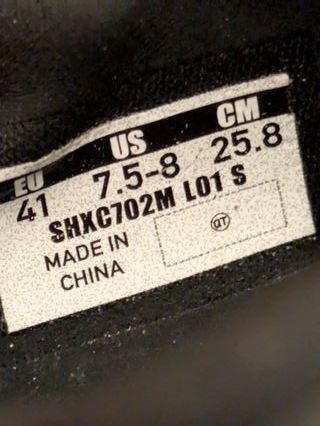 EU US CM
41 7.5-8 25.8
SHXC702M L01 S
MADE IN
CHINA
QT